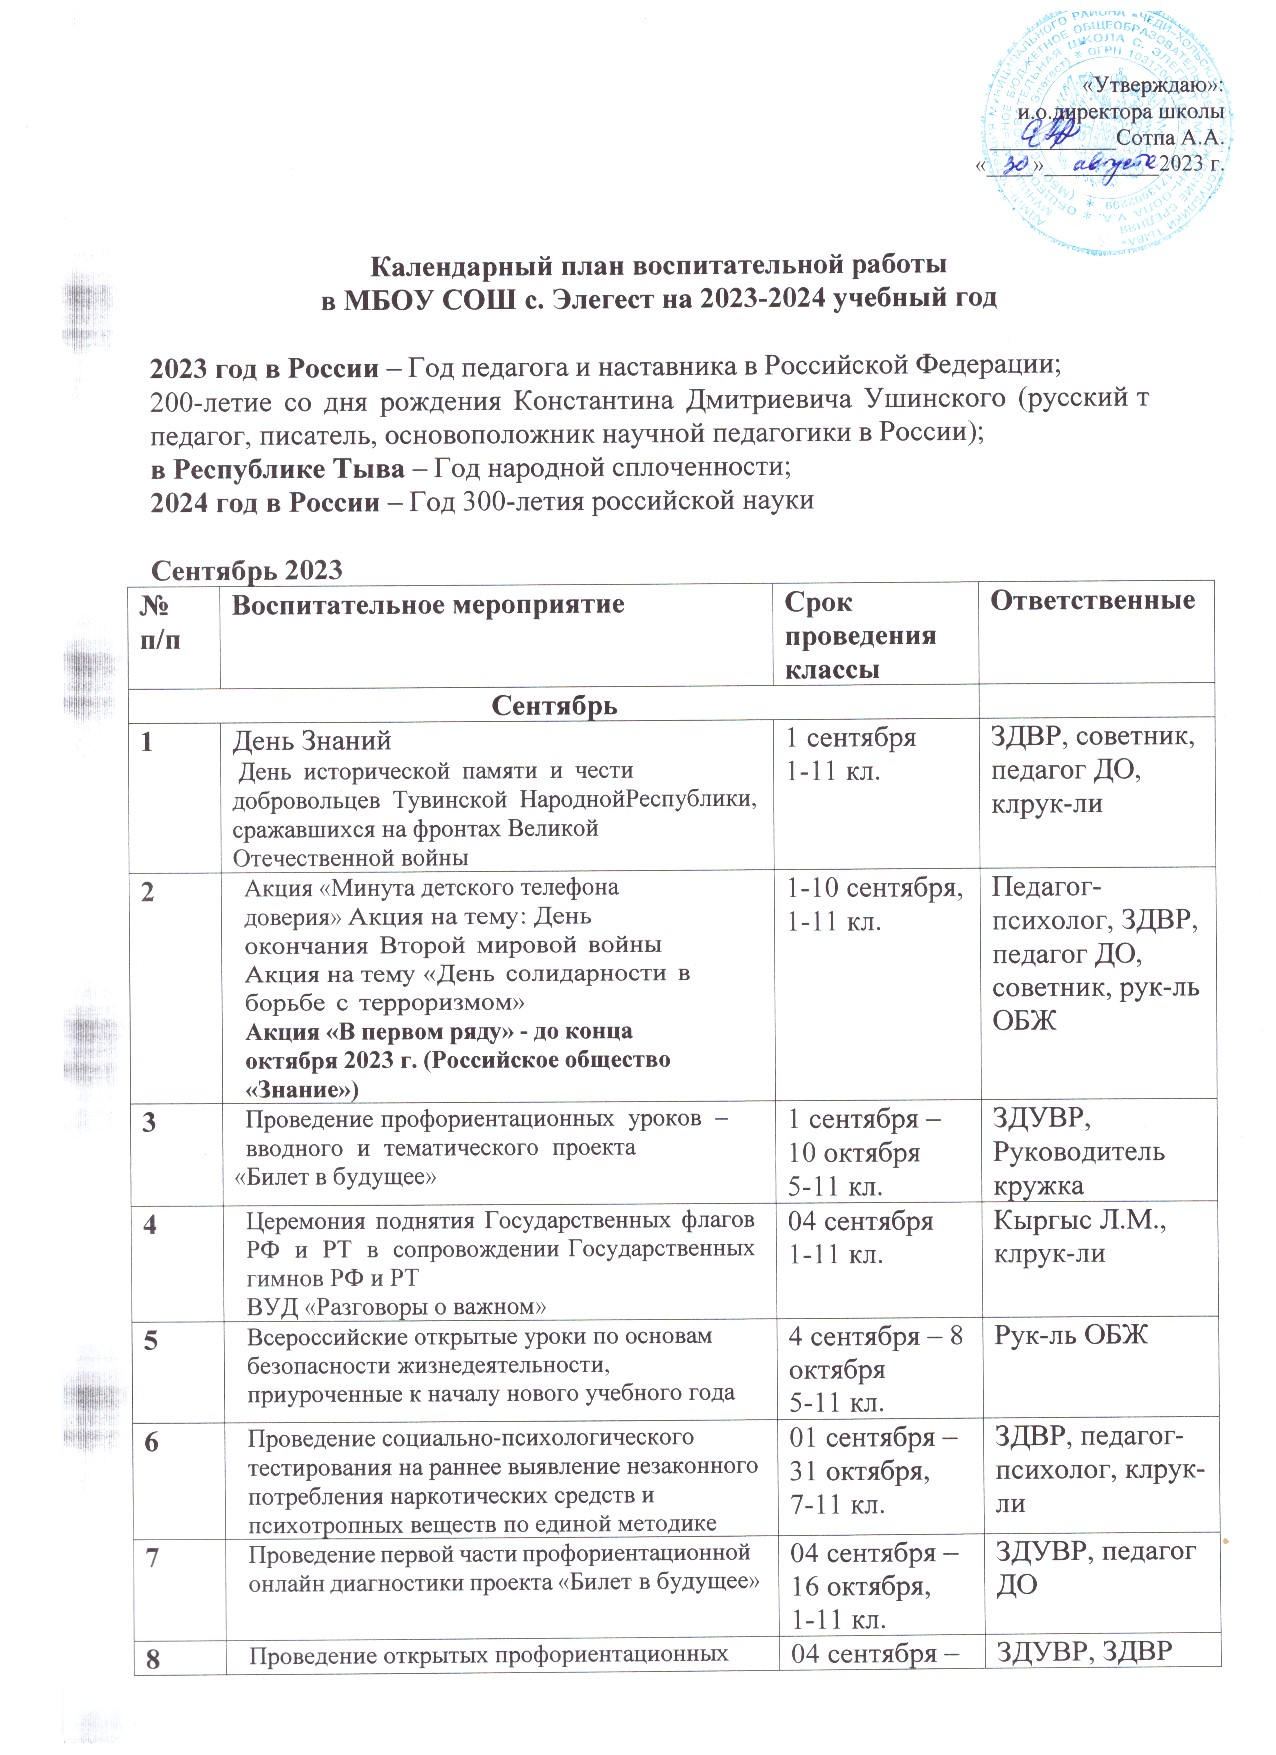 «Утверждаю»:
и.о.директора школы
Сотпа А.А.
«30» августа 2023 г.
Календарный план воспитательной работы
в МБОУ СОШ с. Элегест на 2023-2024 учебный год
2023 год в России – Год педагога и наставника в Российской Федерации;
200-летие со дня рождения Константина Дмитриевича Ушинского (русский т
педагог, писатель, основоположник научной педагогики в России);
в Республике Тыва – Год народной сплоченности;
2024 год в России – Год 300-летия российской науки
Сентябрь 2023
№
п/п
Воспитательное мероприятие
Срок
проведения
классы
Ответственные
Сентябрь
1
День Знаний
День исторической памяти и чести
добровольцев Тувинской НароднойРеспублики,
сражавшихся на фронтах Великой
Отечественной войны
1 сентября
1-11 кл.
ЗДВР, советник,
педагог ДО,
клрук-ли
2
Акция «Минута детского телефона
доверия» Акция на тему: День
окончания Второй мировой войны
Акция на тему «День солидарности в
борьбе с терроризмом»
Акция «В первом ряду» - до конца
октября 2023 г. (Российское общество
«Знание»)
1-10 сентября,
1-11 кл.
Педагог-
психолог, ЗДВР,
педагог ДО,
советник, рук-ль
ОБЖ
3
Проведение профориентационных уроков –
вводного и тематического проекта
«Билет в будущее»
1 сентября –
10 октября
5-11 кл.
ЗДУВР,
Руководитель
кружка
4
Церемония поднятия Государственных флагов
РФ и РТ в сопровождении Государственных
гимнов РФ и РТ
ВУД «Разговоры о важном»
04 сентября
1-11 кл.
Кыргыс Л.М.,
клрук-ли
5
Всероссийские открытые уроки по основам
безопасности жизнедеятельности,
приуроченные к началу нового учебного года
4 сентября – 8
октября
5-11 кл.
Рук-ль ОБЖ
6
Проведение социально-психологического
тестирования на раннее выявление незаконного
потребления наркотических средств и
психотропных веществ по единой методике
01 сентября –
31 октября,
7-11 кл.
ЗДВР, педагог-
психолог, клрук-
ли
7
Проведение первой части профориентационной
онлайн диагностики проекта «Билет в будущее»
04 сентября –
16 октября,
1-11 кл.
ЗДУВР, педагог
ДО
8
Проведение открытых профориентационных
04 сентября –
ЗДУВР, ЗДВР